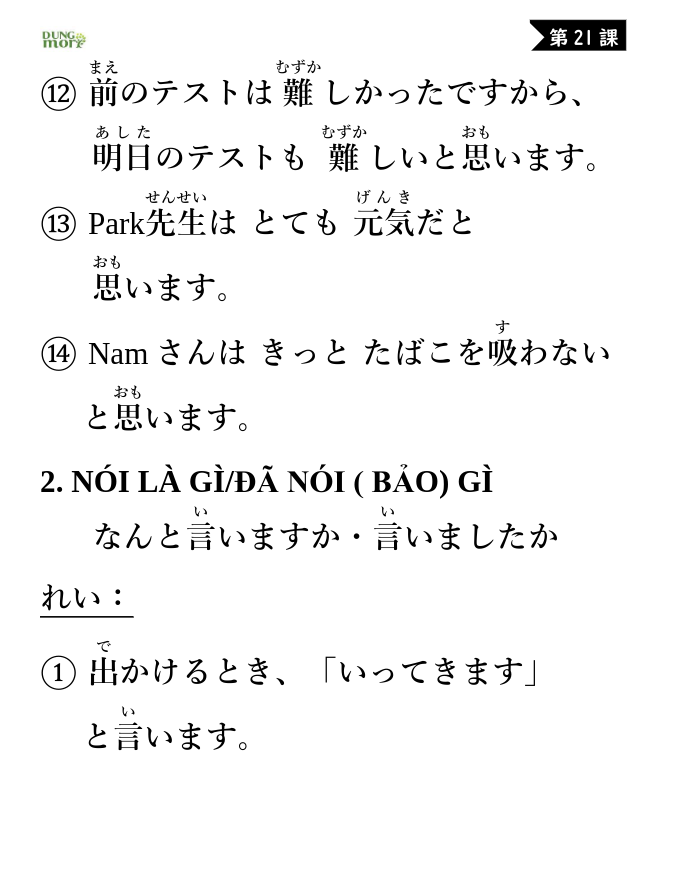 DUNG
mori
第 21 課
まえ むずか
⑫ 前のテストは 難 しかったですから、
あした むずか おも
明日のテストも 難 しいと思います。
せんせい げんき
⑬ Park先生は とても 元気だと
おも
思います。
す
⑭ Nam さんは きっと たばこを吸わない
おも
と思います。
2. NÓI LÀ GÌ/ĐÃ NÓI ( BẢO) GÌ
い い
なんと言いますか・言いましたか
れい：
で
① 出かけるとき、「いってきます」
い
と言います。